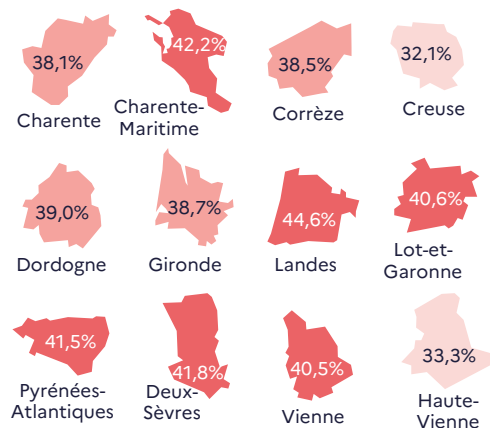 38,1%
Charente
42,2%
Charente-
Maritime
38,5%
Corrèze
32,1%
Creuse
39,0%
Dordogne
38,7%
Gironde
44,6%
Landes
40,6%
Lot-et-
Garonne
41,5%
Pyrénées-
Atlantiques
41,8%
Deux-
Sèvres
40,5%
Vienne
33,3%
Haute-
Vienne